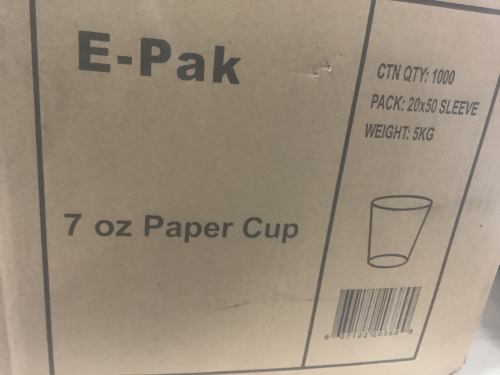 E-Pak
7 oz Paper Cup
CTN QTY: 1000
PACK: 20x50 SLEEVE
WEIGHT: 5KG